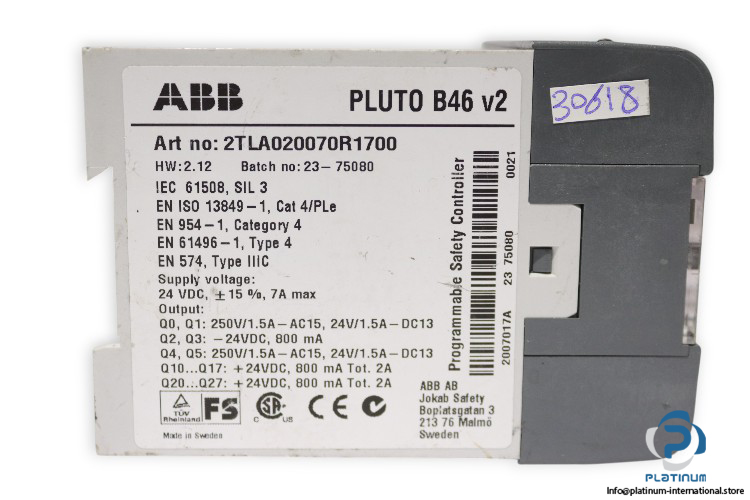 ABB
PLUTO B46 v2
Art no: 2TLA020070R1700
HW:2.12 Batch no: 23-75080
IEC 61508, SIL 3
EN ISO 13849-1, Cat 4/PLe
EN 954-1, Category 4
EN 61496-1, Type 4
EN 574, Type IIIC
Supply voltage:
24 VDC, ±15 %, 7A max
Output:
Q0, Q1: 250V/1.5A-AC15, 24V/1.5A-DC13
Q2, Q3: -24VDC, 800 mA
Q4, Q5: 250V/1.5A-AC15, 24V/1.5A-DC13
Q10...Q17: +24VDC, 800 mA Tot. 2A
Q20...Q27: +24VDC, 800 mA Tot. 2A
TÜV
Rheinland
FS
SA
C US
CE
Made in Sweden
ABB AB
Jokab Safety
Boplatsgatan 3
213 76 Malmö
Sweden
Programmable Safety Controller
2007017A 23 75080 0021
30618
PLATINUM
Info@platinum-international.store